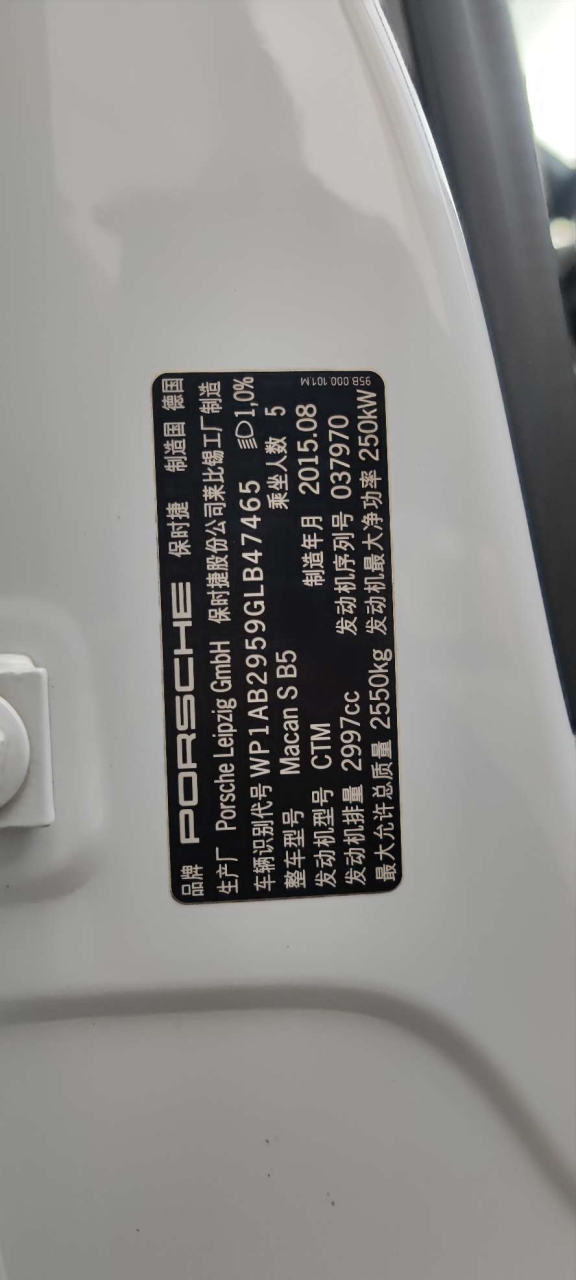 品牌 PORSCHE 保时捷 制造国 德国
生产厂 Porsche Leipzig GmbH 保时捷股份公司莱比锡工厂制造
车辆识别代号 WP1AB2959GLB47465 1,0%
整车型号 Macan S B5 乘坐人数 5
发动机型号 CTM 制造年月 2015.08
发动机排量 2997cc 发动机序列号 037970
最大允许总质量 2550kg 发动机最大净功率 250kW
95B.000.101.M